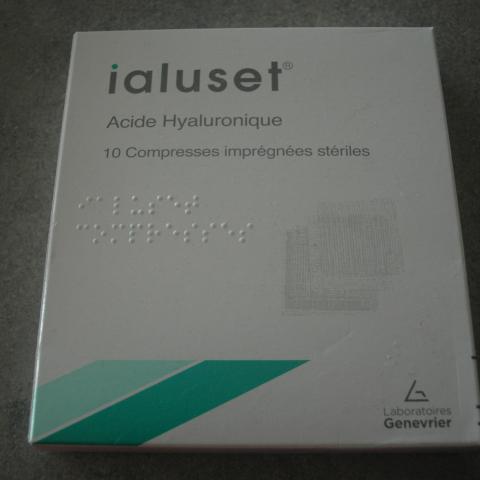 ialuset®
Acide Hyaluronique
10 Compresses imprégnées stériles
Laboratoires
Genevrier